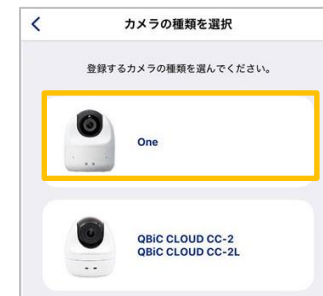 カメラの種類を選択
登録するカメラの種類を選んでください。
One
QBiC CLOUD CC-2
QBiC CLOUD CC-2L